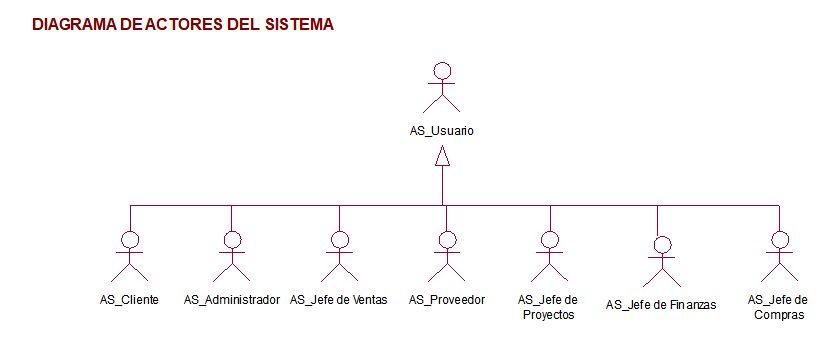 DIAGRAMA DE ACTORES DEL SISTEMA
AS_Usuario
AS_Cliente
AS_Administrador
AS_Jefe de Ventas
AS_Proveedor
AS_Jefe de
Proyectos
AS_Jefe de Finanzas
AS_Jefe de
Compras